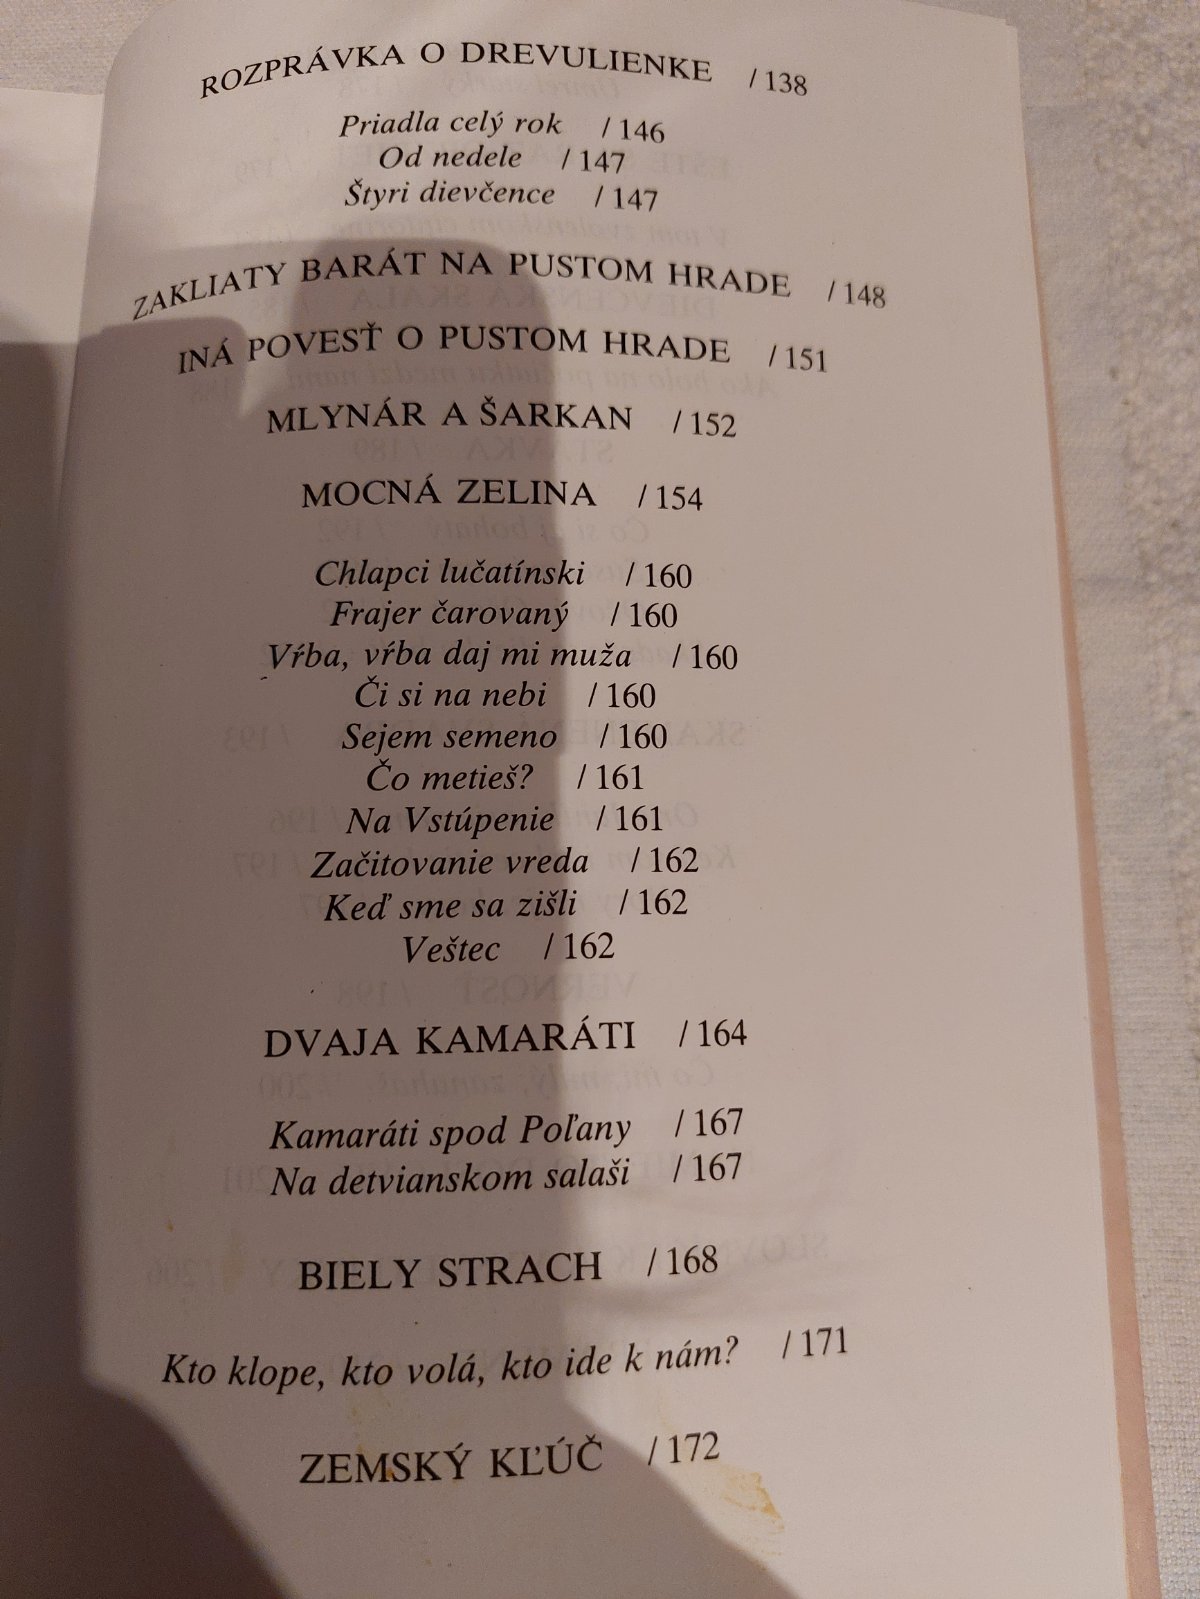 ROZPRÁVKA O DREVULIENKE / 138
Priadla celý rok / 146
Od nedele / 147
Štyri dievčence / 147
ZAKLIATY BARÁT NA PUSTOM HRADE / 148
INÁ POVESŤ O PUSTOM HRADE / 151
MLYNÁR A ŠARKAN / 152
MOCNÁ ZELINA / 154
Chlapci lučatínski / 160
Frajer čarovaný / 160
Vŕba, vŕba daj mi muža / 160
Či si na nebi / 160
Sejem semeno / 160
Čo metieš? / 161
Na Vstúpenie / 161
Začitovanie vreda / 162
Keď sme sa zišli / 162
Veštec / 162
DVAJA KAMARÁTI / 164
Kamaráti spod Poľany / 167
Na detvianskom salaši / 167
BIELY STRACH / 168
Kto klope, kto volá, kto ide k nám? / 171
ZEMSKÝ KĽÚČ / 172